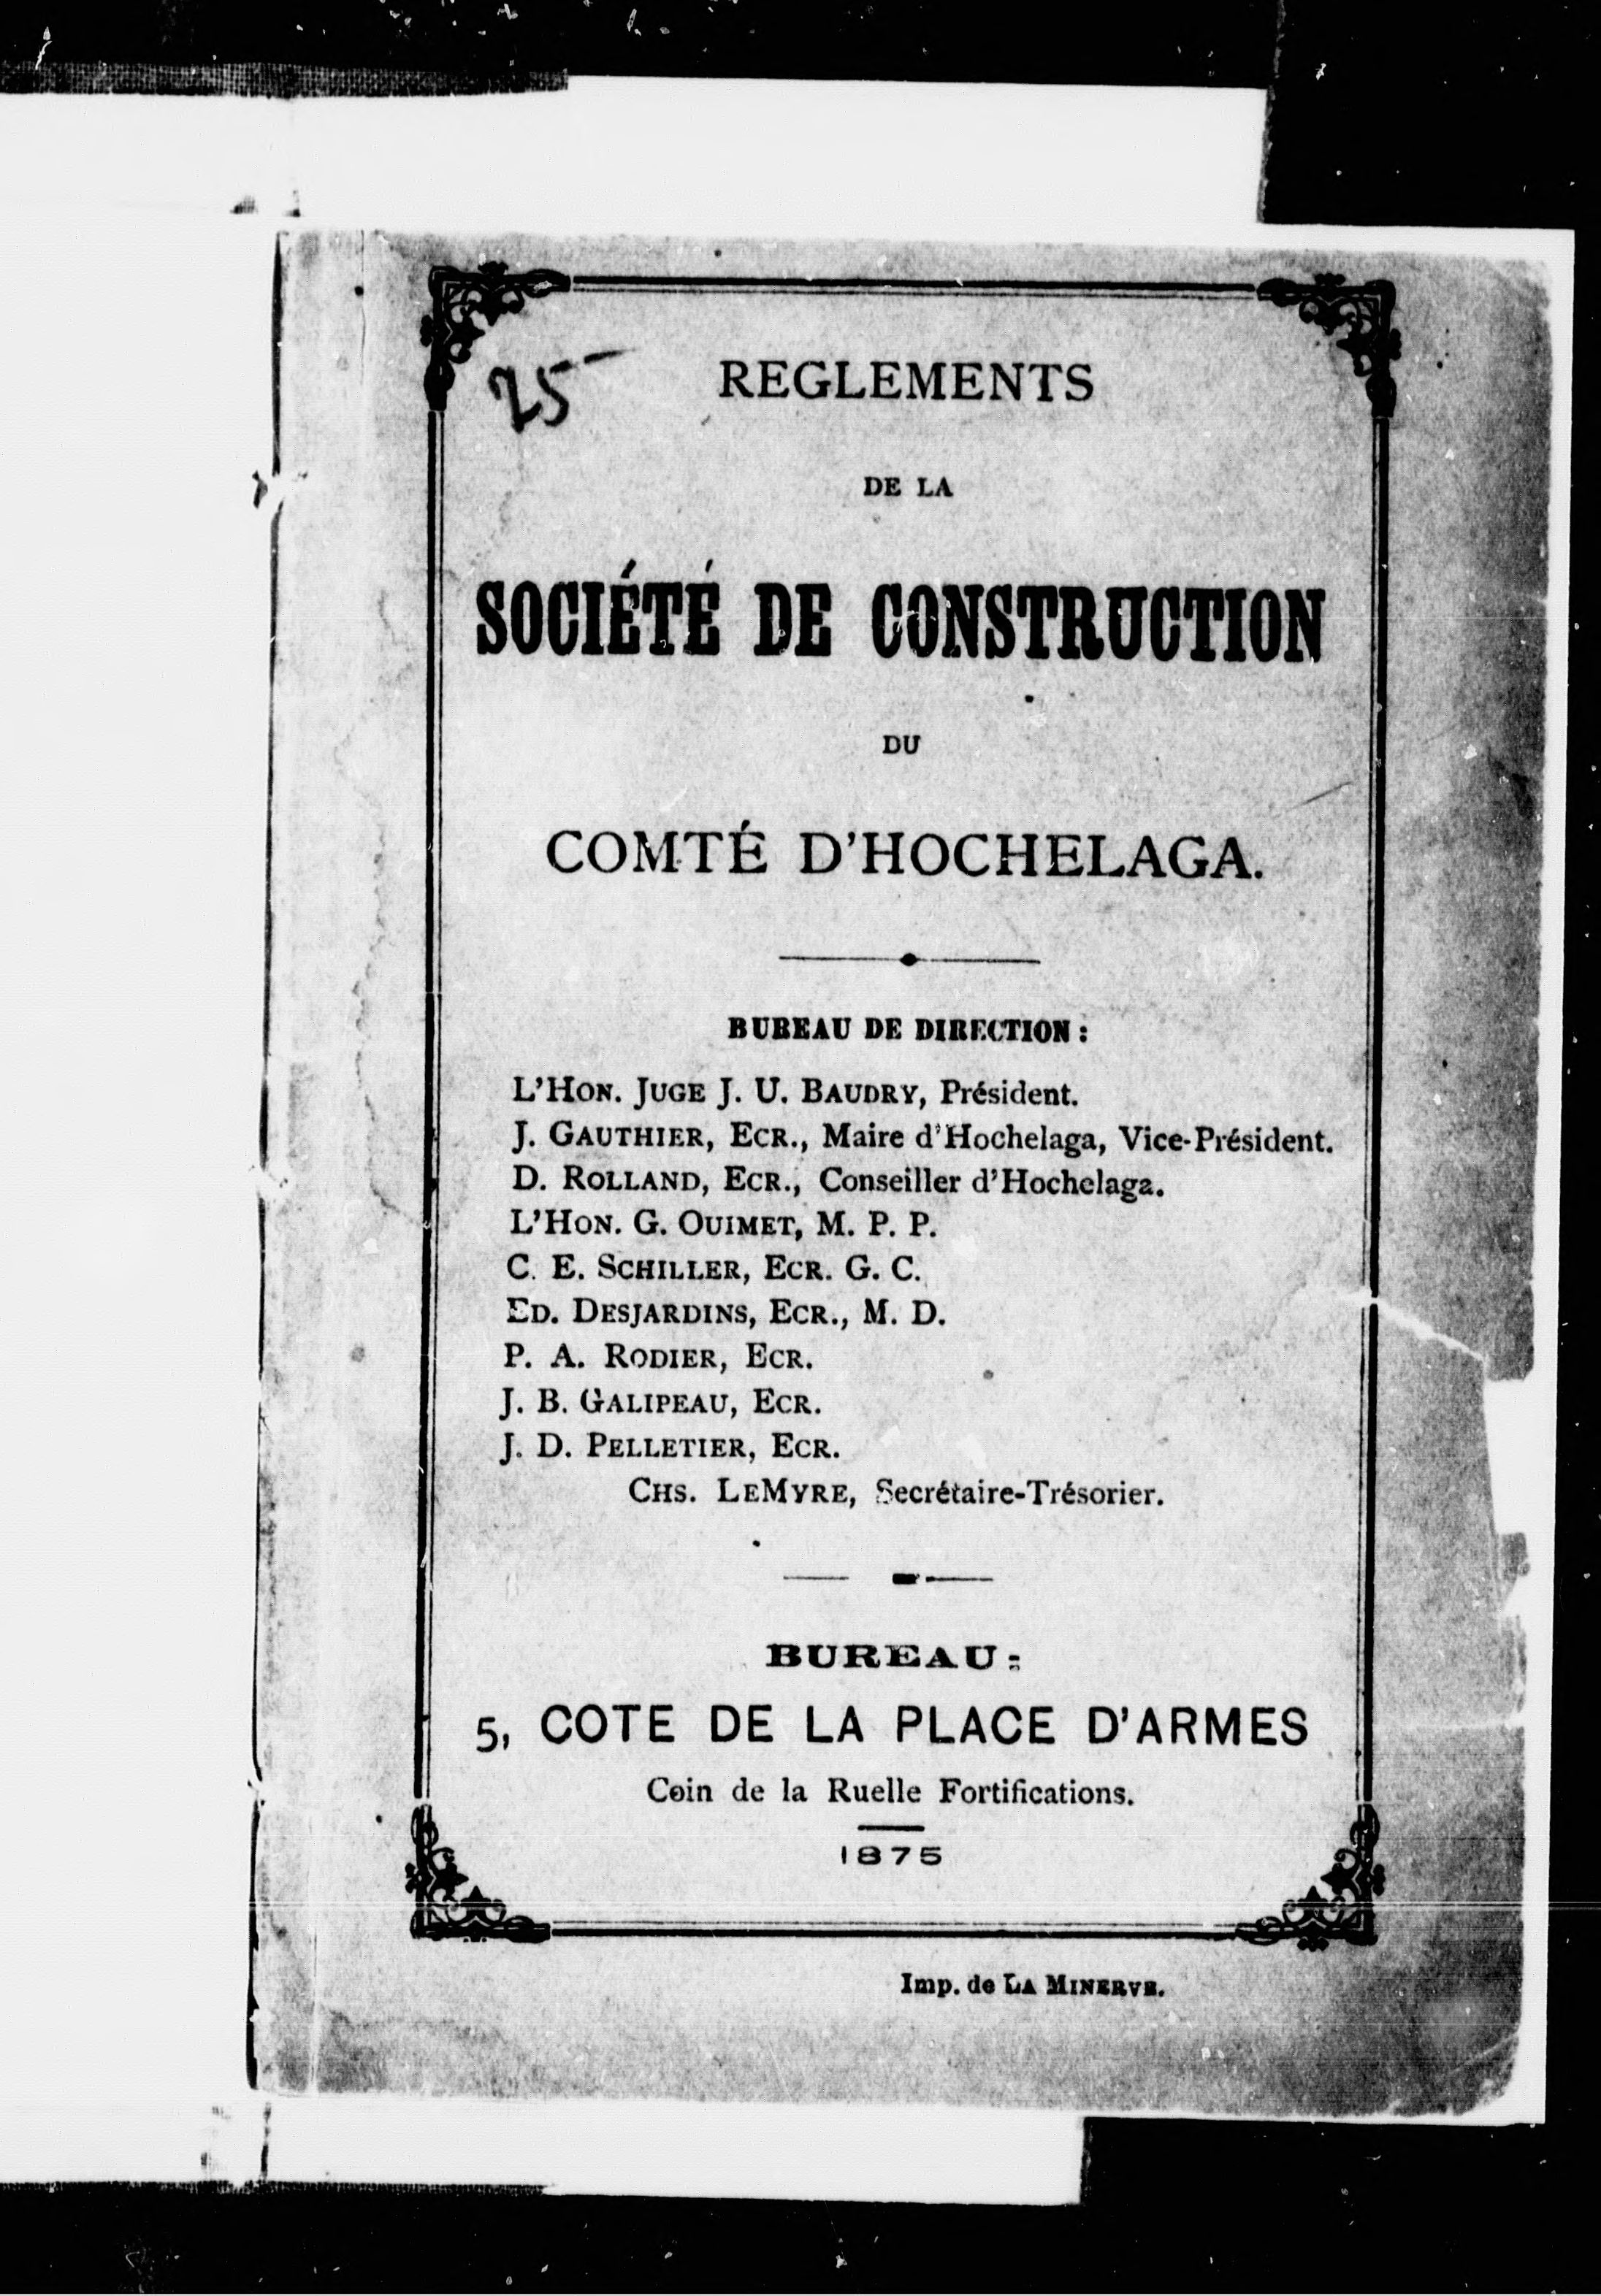 25
REGLEMENTS
DE LA
SOCIÉTÉ DE CONSTRUCTION
DU
COMTÉ D'HOCHELAGA.
BUREAU DE DIRECTION :
L'HON. JUGE J. U. BAUDRY, Président.
J. GAUTHIER, ECR., Maire d'Hochelaga, Vice-Président.
D. ROLLAND, ECR., Conseiller d'Hochelaga.
L'HON. G. OUIMET, M. P. P.
C. E. SCHILLER, ECR. G. C.
ED. DESJARDINS, ECR., M. D.
P. A. RODIER, ECR.
J. B. GALIPEAU, ECR.
J. D. PELLETIER, ECR.
CHS. LEMYRE, Secrétaire-Trésorier.
BUREAU :
5, COTE DE LA PLACE D'ARMES
Coin de la Ruelle Fortifications.
1875
Imp. de LA MINERVE.